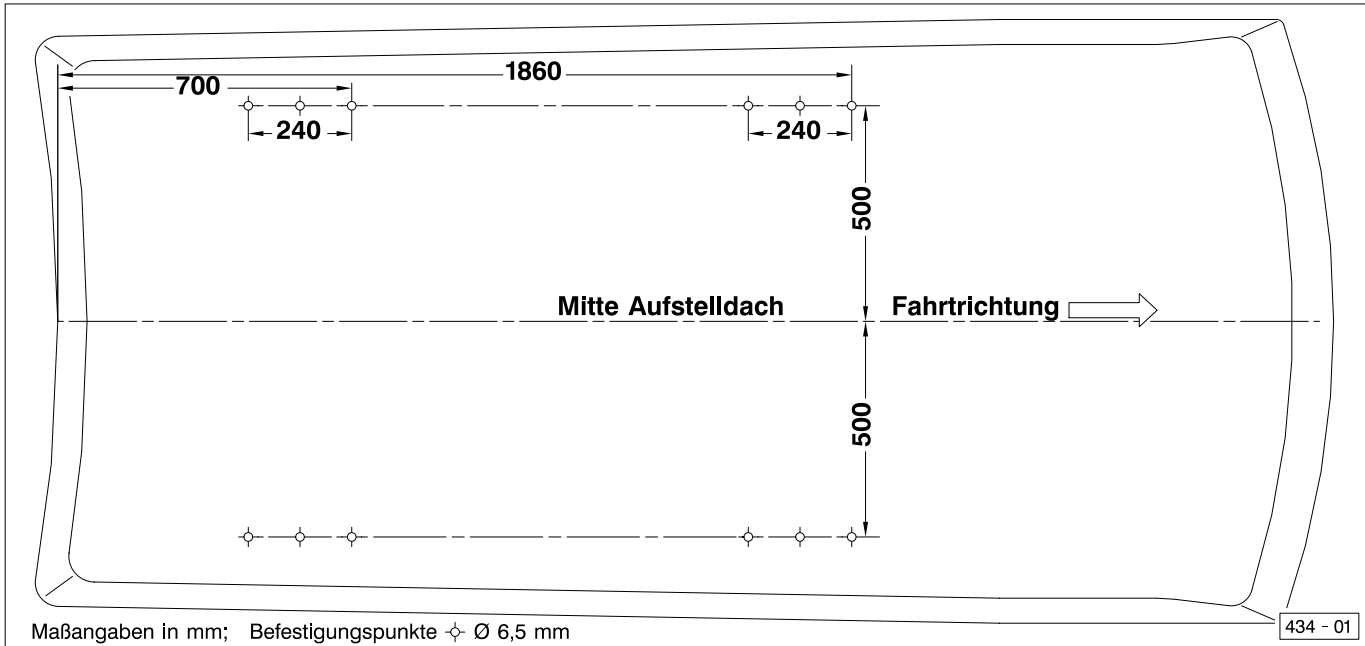 1860
700
240
240
500
Mitte Aufstelldach
Fahrtrichtung
500
Maßangaben in mm; Befestigungspunkte Ø 6,5 mm
434 - 01